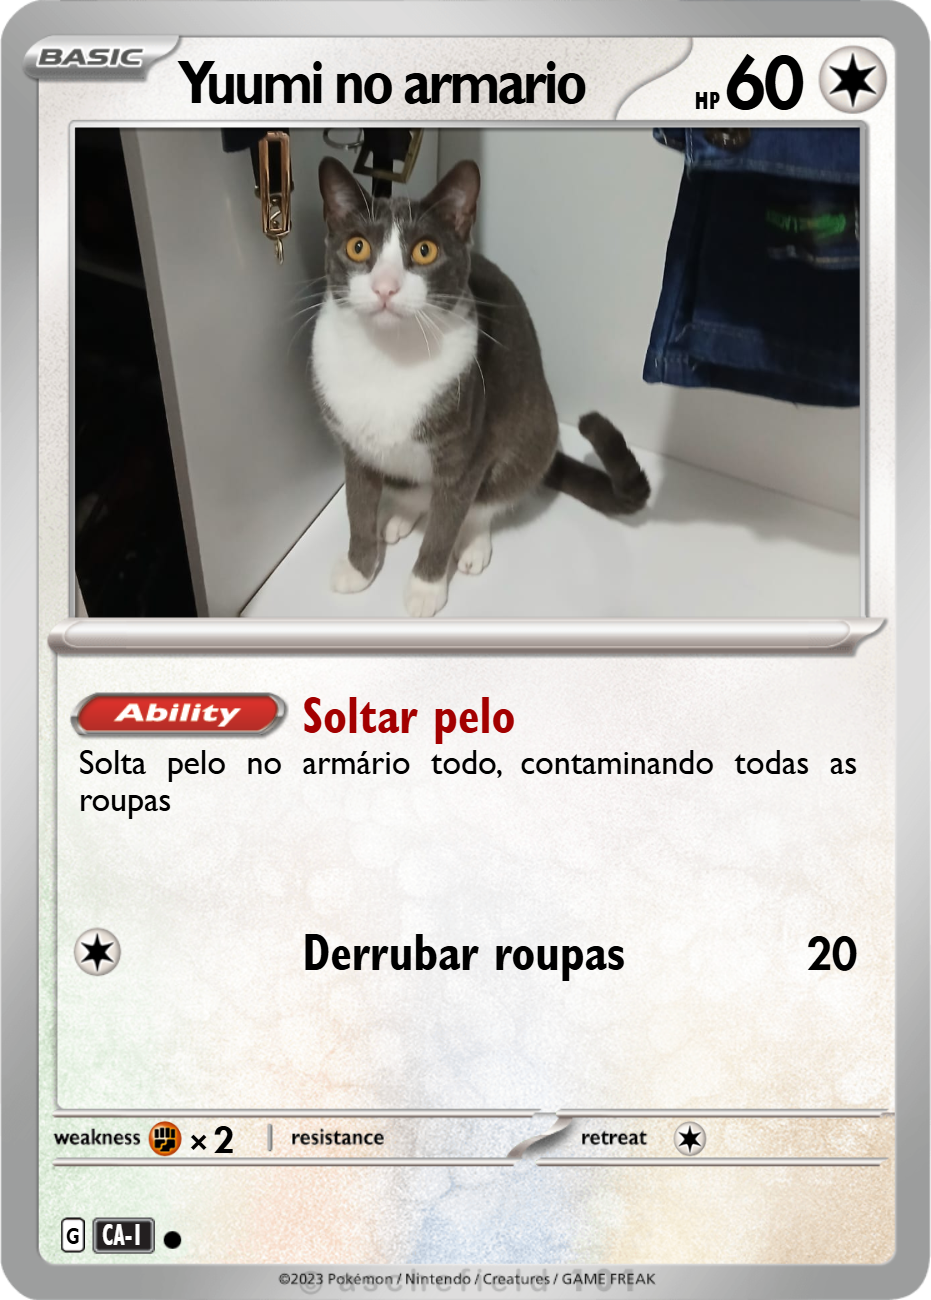 BASIC
Yuumi no armario
HP 60
Ability Soltar pelo
Solta pelo no armário todo, contaminando todas as
roupas
Derrubar roupas 20
weakness × 2 resistance retreat
G CA-I
©2023 Pokémon / Nintendo / Creatures / GAME FREAK